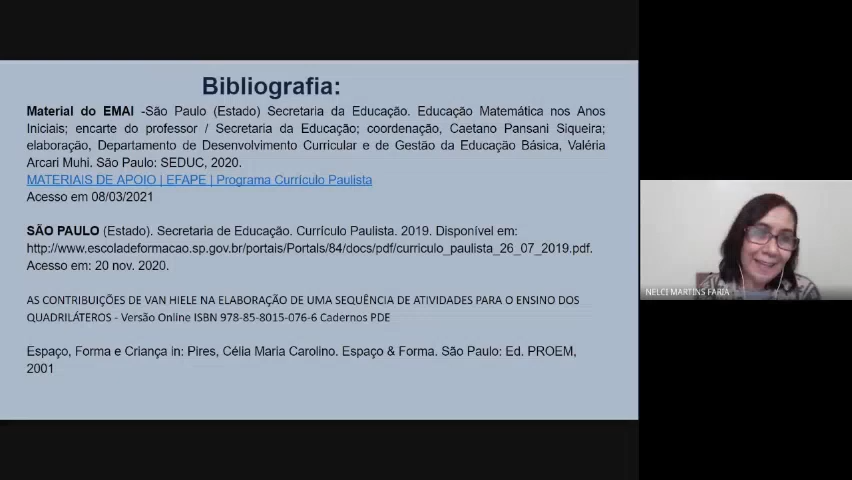 Bibliografia:
Material do EMAI -São Paulo (Estado) Secretaria da Educação. Educação Matemática nos Anos
Iniciais; encarte do professor / Secretaria da Educação; coordenação, Caetano Pansani Siqueira;
elaboração, Departamento de Desenvolvimento Curricular e de Gestão da Educação Básica, Valéria
Arcari Muhi. São Paulo: SEDUC, 2020.
MATERIAIS DE APOIO | EFAPE | Programa Currículo Paulista
Acesso em 08/03/2021
SÃO PAULO (Estado). Secretaria de Educação. Currículo Paulista. 2019. Disponível em:
http://www.escoladeformacao.sp.gov.br/portais/Portals/84/docs/pdf/curriculo_paulista_26_07_2019.pdf.
Acesso em: 20 nov. 2020.
AS CONTRIBUIÇÕES DE VAN HIELE NA ELABORAÇÃO DE UMA SEQUÊNCIA DE ATIVIDADES PARA O ENSINO DOS
QUADRILÁTEROS - Versão Online ISBN 978-85-8015-076-6 Cadernos PDE
Espaço, Forma e Criança in: Pires, Célia Maria Carolino. Espaço & Forma. São Paulo: Ed. PROEM,
2001
NELCI MARTINS FARIA